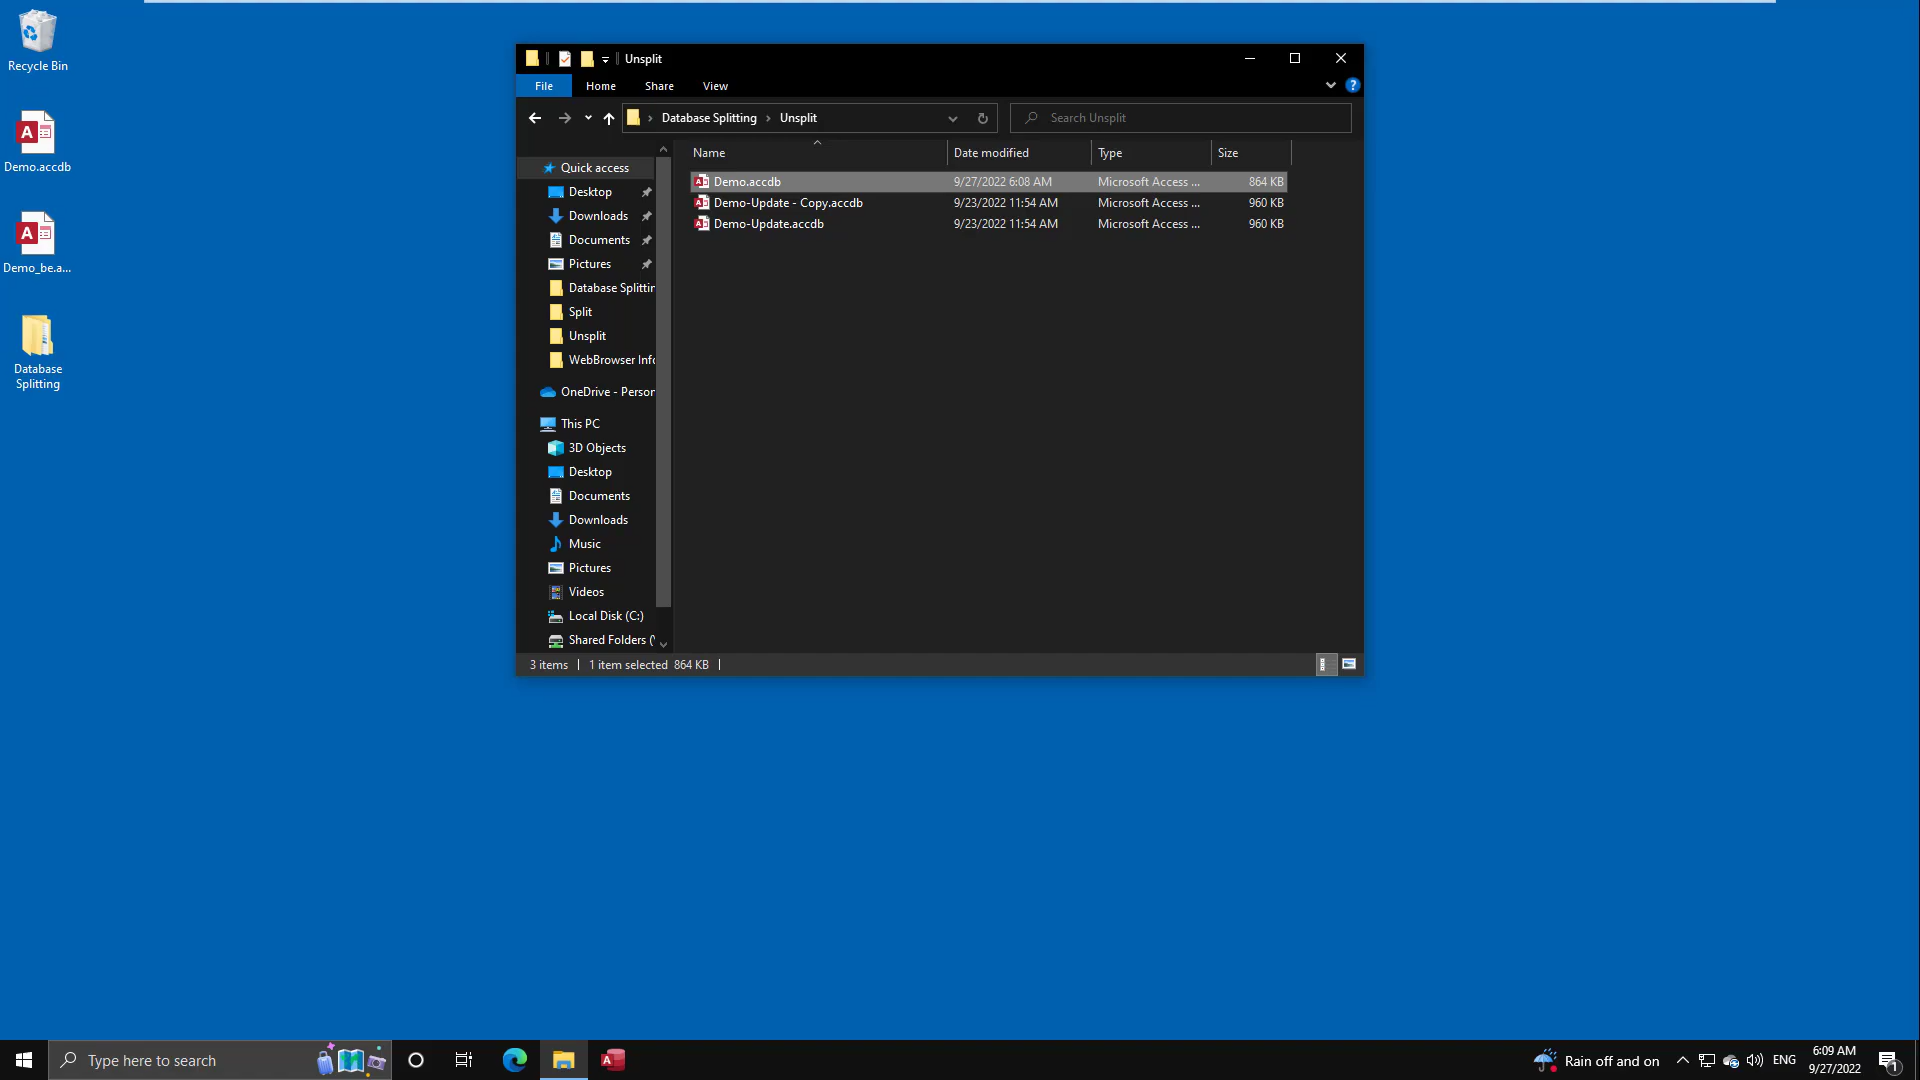 Recycle Bin
Demo.accdb
Demo_be.a...
Database
Splitting
Unsplit
File
Home
Share
View
Database Splitting
Unsplit
Search Unsplit
Name
Date modified
Type
Size
Quick access
Desktop
Downloads
Documents
Pictures
Database Splittin
Split
Unsplit
WebBrowser Info
OneDrive - Person
This PC
3D Objects
Desktop
Documents
Downloads
Music
Pictures
Videos
Local Disk (C:)
Shared Folders (\
Demo.accdb 9/27/2022 6:08 AM Microsoft Access ... 864 KB
Demo-Update - Copy.accdb 9/23/2022 11:54 AM Microsoft Access ... 960 KB
Demo-Update.accdb 9/23/2022 11:54 AM Microsoft Access ... 960 KB
3 items
1 item selected 864 KB
Type here to search
Rain off and on
ENG
6:09 AM
9/27/2022
1